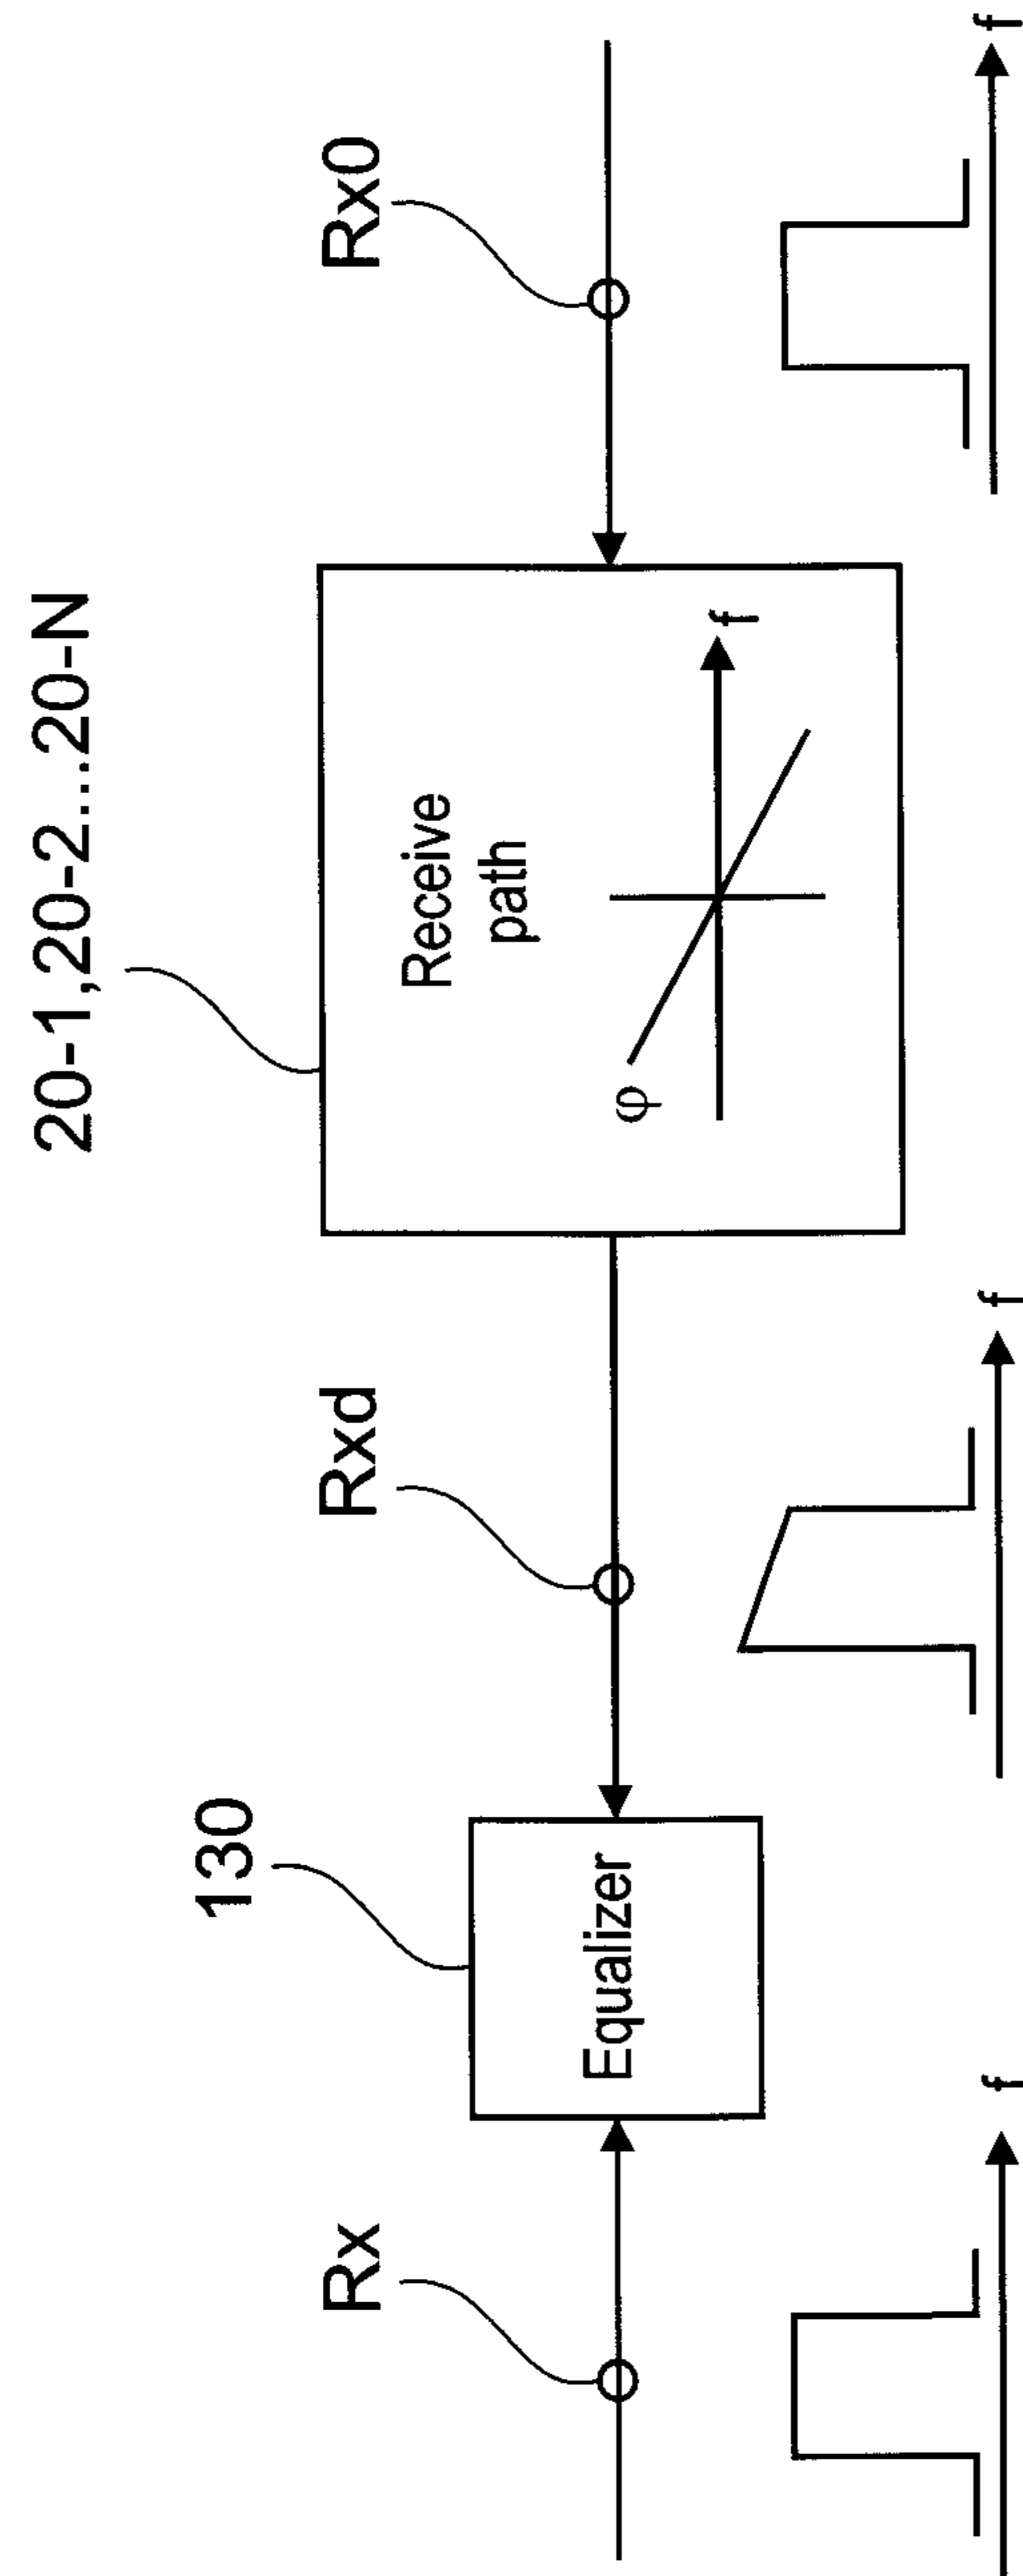 20-1,20-2...20-N
130
Rx
Rxd
Rx0
Equalizer
Receive
path
φ
f
f
f
f